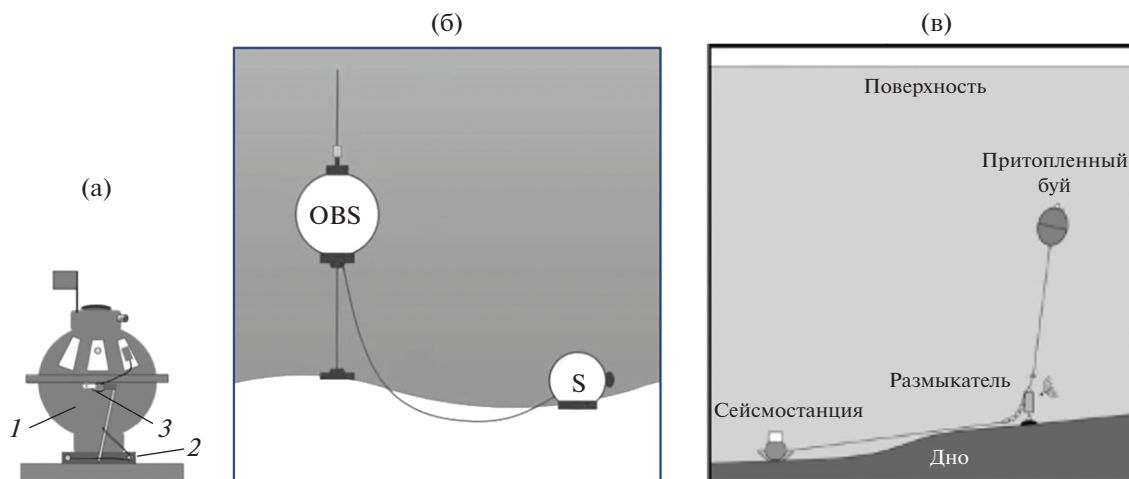 (а)
1
3
2
(б)
OBS
S
(в)
Поверхность
Притопленный
буй
Размыкатель
Сейсмостанция
Дно